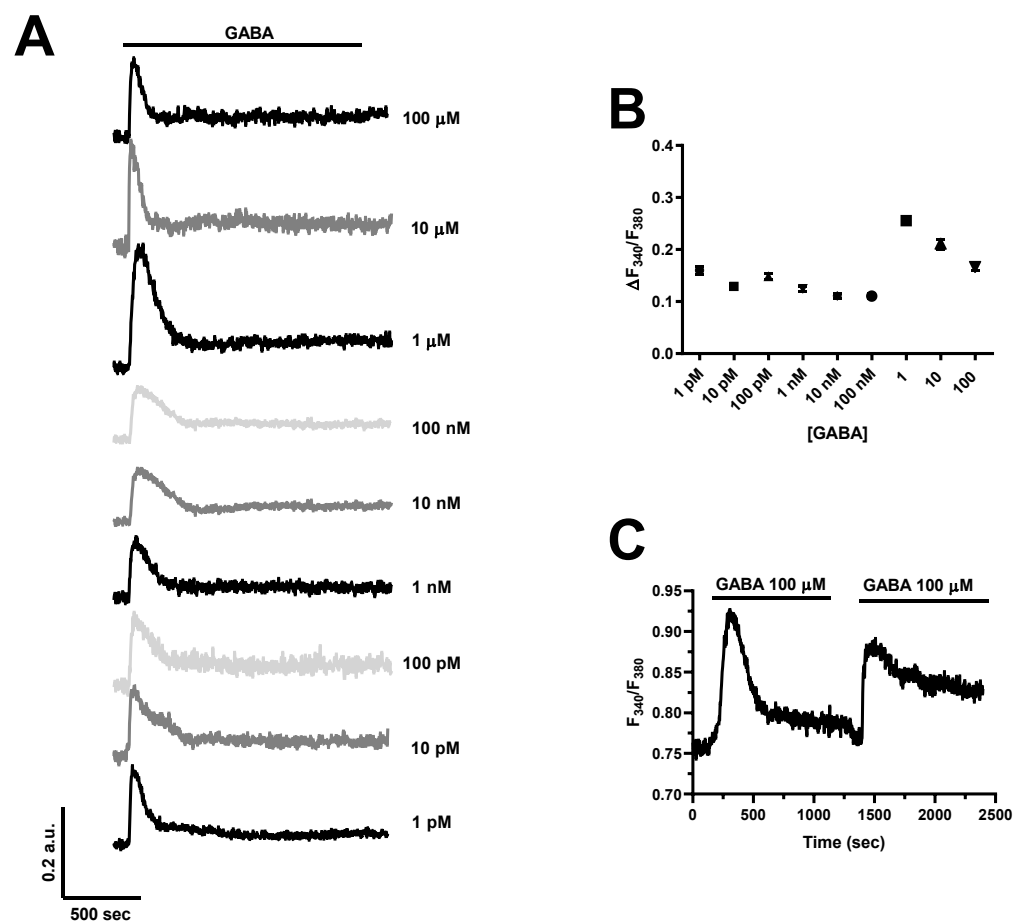 A
GABA
100 µM
10 µM
1 µM
100 nM
10 nM
1 nM
100 pM
10 pM
1 pM
0.2 a.u.
500 sec
B
0.4
0.3
0.2
0.1
0.0
ΔF340/F380
1 pM
10 pM
100 pM
1 nM
10 nM
100 nM
1
10
100
[GABA]
C
GABA 100 µM
GABA 100 µM
0.95
0.90
0.85
0.80
0.75
0.70
F340/F380
0
500
1000
1500
2000
2500
Time (sec)